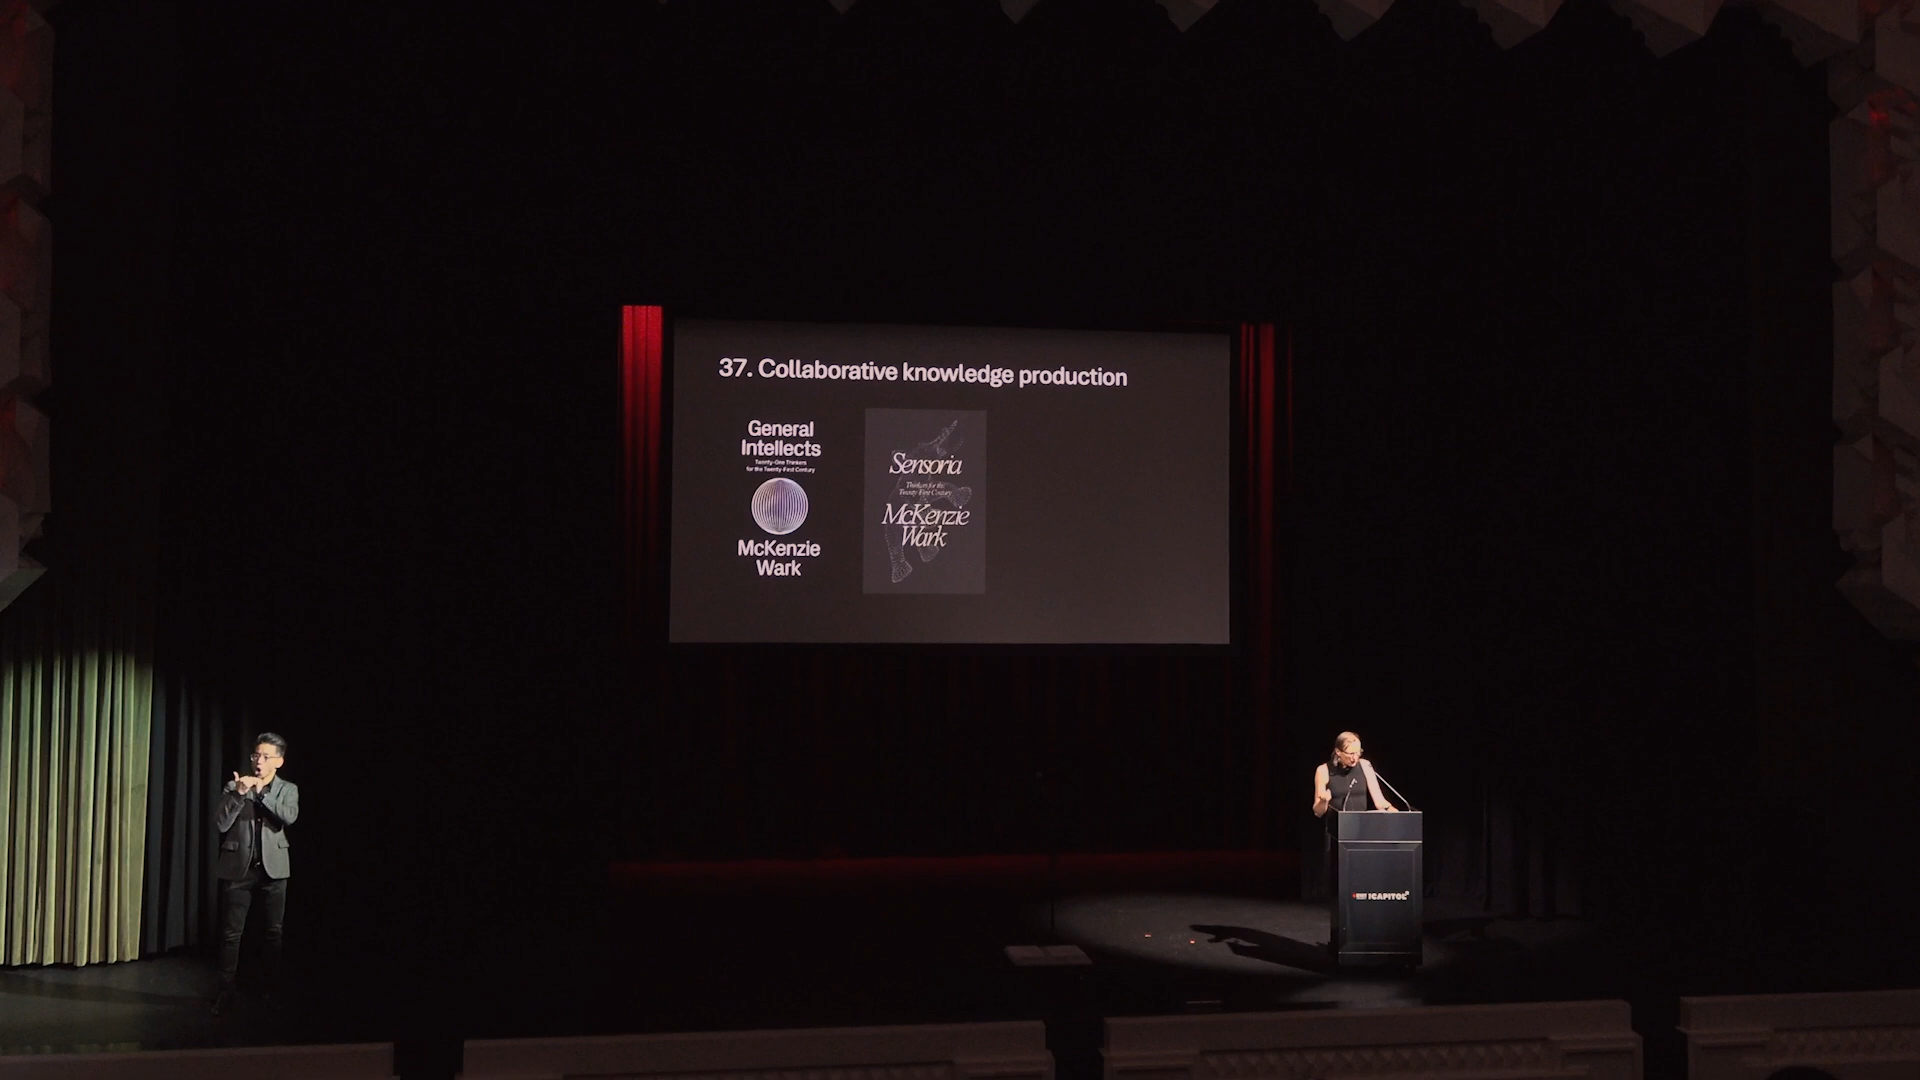 37. Collaborative knowledge production
General
Intellects
Twenty-One Thinkers
for the Twenty-First Century
McKenzie
Wark
Sensoria
Thinkers for the
Twenty-First Century
McKenzie
Wark
:CAPITOL